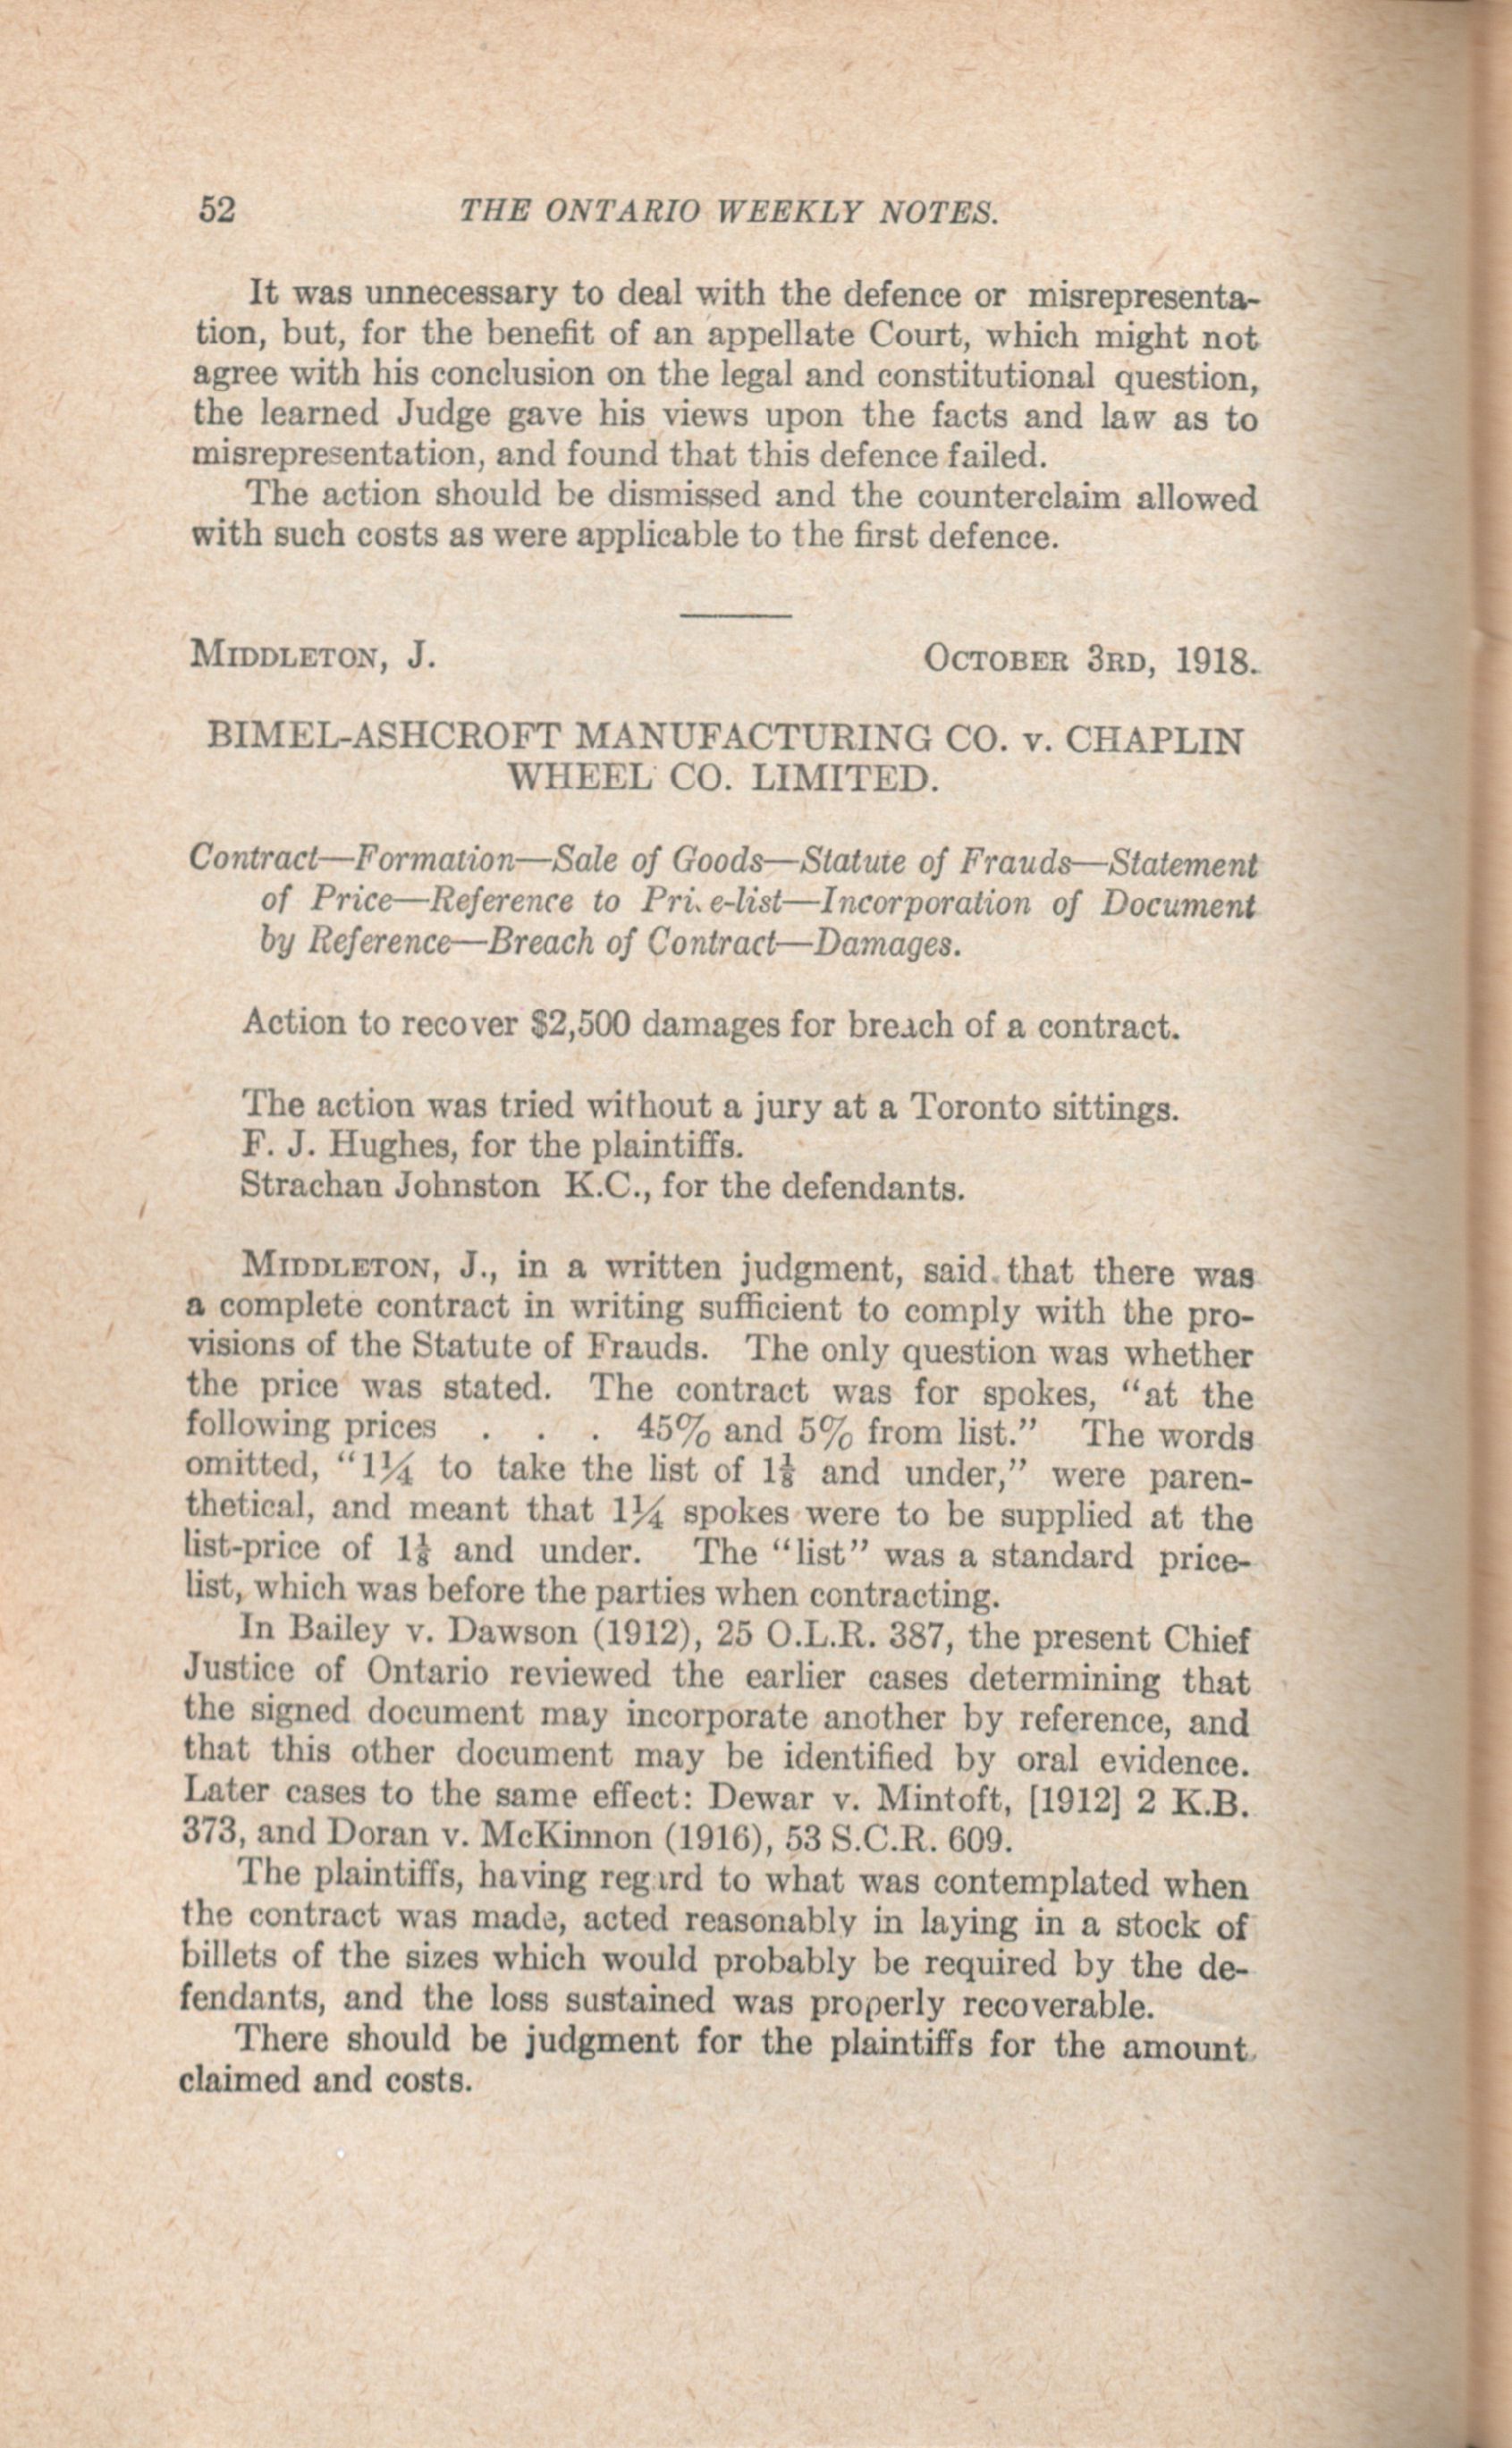 52 THE ONTARIO WEEKLY NOTES.
It was unnecessary to deal with the defence or misrepresenta-
tion, but, for the benefit of an appellate Court, which might not
agree with his conclusion on the legal and constitutional question,
the learned Judge gave his views upon the facts and law as to
misrepresentation, and found that this defence failed.
The action should be dismissed and the counterclaim allowed
with such costs as were applicable to the first defence.
MIDDLETON, J. OCTOBER 3RD, 1918.
BIMEL-ASHCROFT MANUFACTURING CO. v. CHAPLIN
WHEEL CO. LIMITED.
Contract—Formation—Sale of Goods—Statute of Frauds—Statement
of Price—Reference to Price-list—Incorporation of Document
by Reference—Breach of Contract—Damages.
Action to recover $2,500 damages for breach of a contract.
The action was tried without a jury at a Toronto sittings.
F. J. Hughes, for the plaintiffs.
Strachan Johnston K.C., for the defendants.
MIDDLETON, J., in a written judgment, said that there was
a complete contract in writing sufficient to comply with the pro-
visions of the Statute of Frauds. The only question was whether
the price was stated. The contract was for spokes, “at the
following prices . . . 45% and 5% from list.” The words
omitted, “1¼ to take the list of 1⅛ and under,” were paren-
thetical, and meant that 1¼ spokes were to be supplied at the
list-price of 1⅛ and under. The “list” was a standard price-
list, which was before the parties when contracting.
In Bailey v. Dawson (1912), 25 O.L.R. 387, the present Chief
Justice of Ontario reviewed the earlier cases determining that
the signed document may incorporate another by reference, and
that this other document may be identified by oral evidence.
Later cases to the same effect: Dewar v. Mintoft, [1912] 2 K.B.
373, and Doran v. McKinnon (1916), 53 S.C.R. 609.
The plaintiffs, having regard to what was contemplated when
the contract was made, acted reasonably in laying in a stock of
billets of the sizes which would probably be required by the de-
fendants, and the loss sustained was properly recoverable.
There should be judgment for the plaintiffs for the amount
claimed and costs.